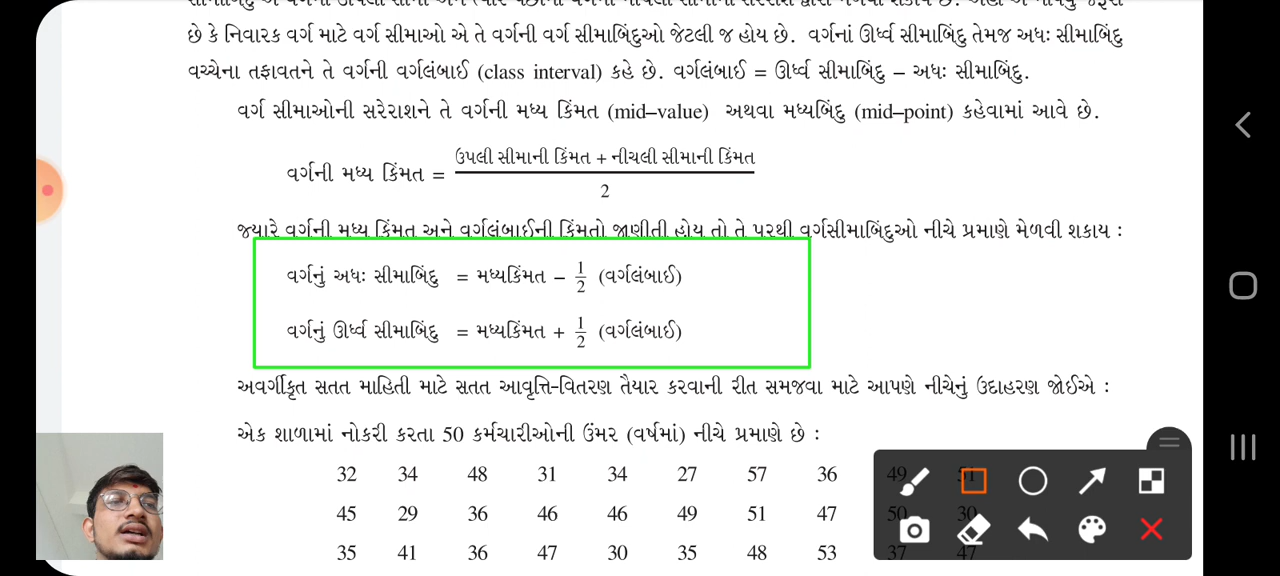 છે કે નિવારક વર્ગ માટે વર્ગ સીમાઓ એ તે વર્ગની વર્ગ સીમાબિંદુઓ જેટલી જ હોય છે. વર્ગનાં ઊર્ધ્વ સીમાબિંદુ તેમજ અધઃ સીમાબિંદુ
વચ્ચેના તફાવતને તે વર્ગની વર્ગલંબાઈ (class interval) કહે છે. વર્ગલંબાઈ = ઊર્ધ્વ સીમાબિંદુ – અધઃ સીમાબિંદુ.
વર્ગ સીમાઓની સરેરાશને તે વર્ગની મધ્ય કિંમત (mid–value) અથવા મધ્યબિંદુ (mid–point) કહેવામાં આવે છે.
વર્ગની મધ્ય કિંમત = ઉપલી સીમાની કિંમત + નીચલી સીમાની કિંમત / 2
જ્યારે વર્ગની મધ્ય કિંમત અને વર્ગલંબાઈની કિંમતો જાણીતી હોય તો તે પરથી વર્ગસીમાબિંદુઓ નીચે પ્રમાણે મેળવી શકાય :
વર્ગનું અધઃ સીમાબિંદુ = મધ્યકિંમત – 1/2 (વર્ગલંબાઈ)
વર્ગનું ઊર્ધ્વ સીમાબિંદુ = મધ્યકિંમત + 1/2 (વર્ગલંબાઈ)
અવર્ગીકૃત સતત માહિતી માટે સતત આવૃત્તિ-વિતરણ તૈયાર કરવાની રીત સમજવા માટે આપણે નીચેનું ઉદાહરણ જોઈએ :
એક શાળામાં નોકરી કરતા 50 કર્મચારીઓની ઉંમર (વર્ષમાં) નીચે પ્રમાણે છે :
32 34 48 31 34 27 57 36 49 51
45 29 36 46 46 49 51 47 50 30
35 41 36 47 30 35 48 53 37 47